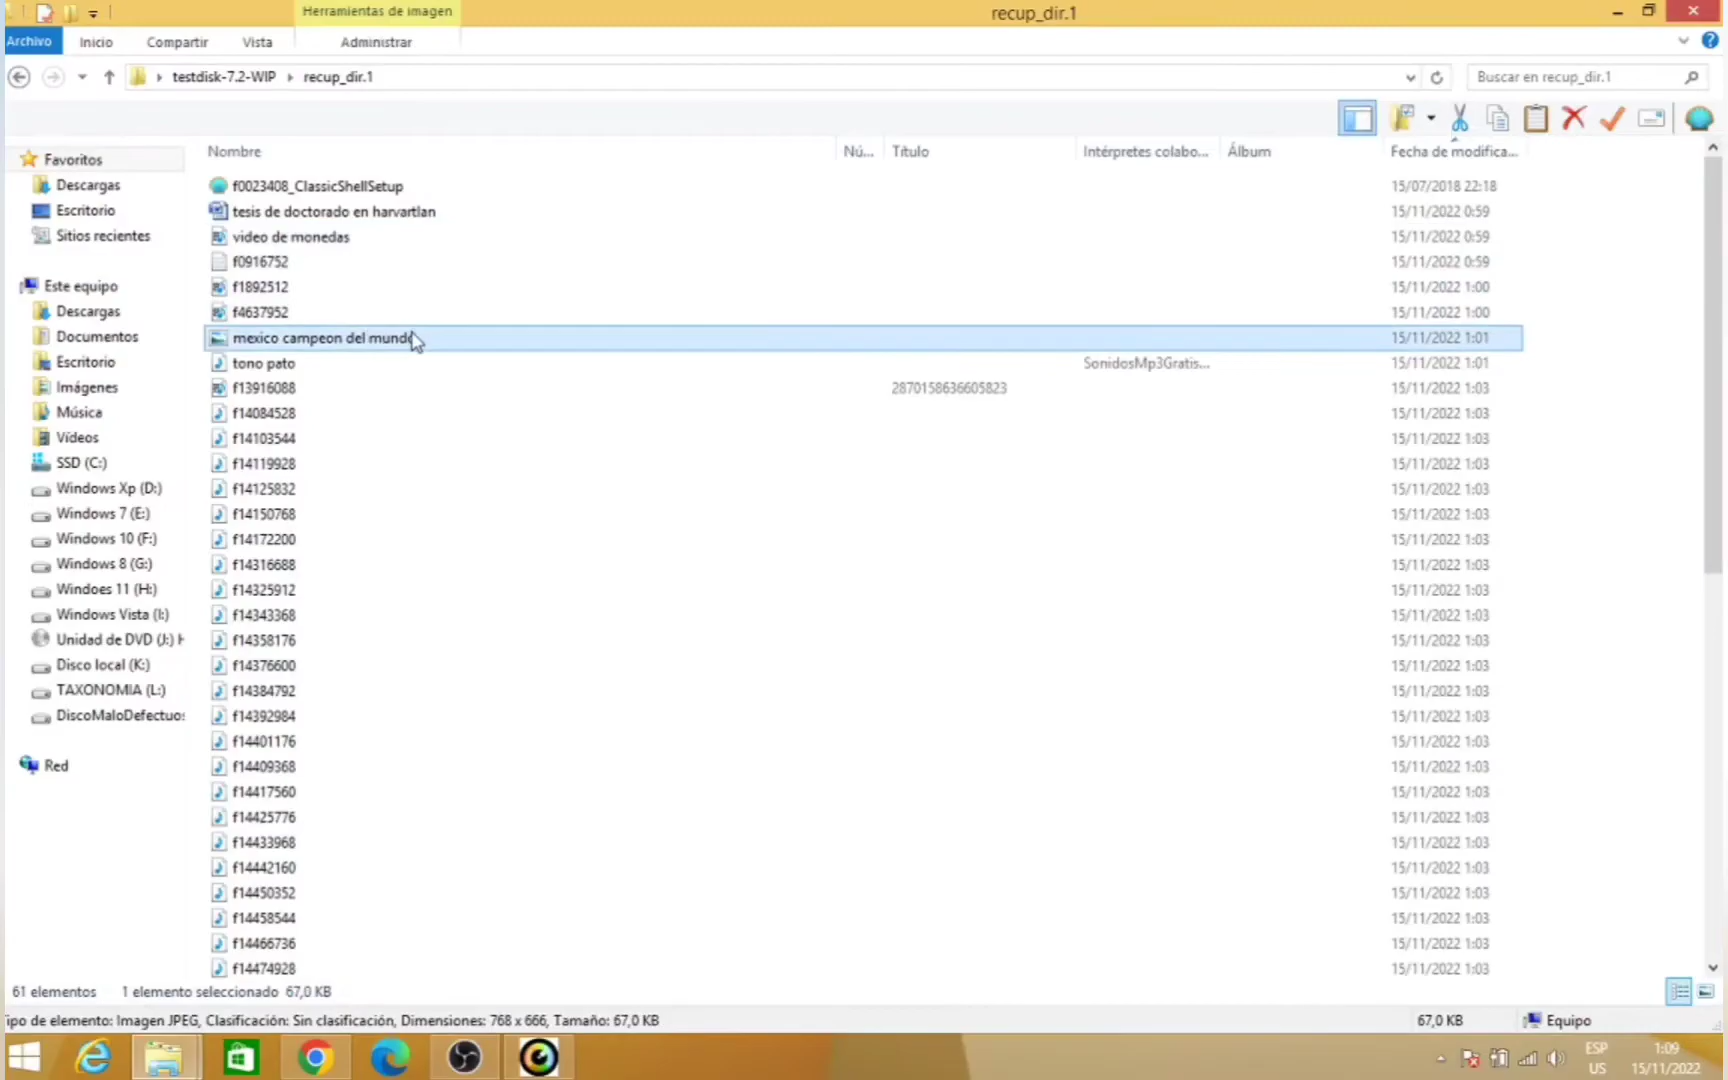 Herramientas de imagen
recup_dir.1
Archivo Inicio Compartir Vista Administrar
testdisk-7.2-WIP recup_dir.1
Buscar en recup_dir.1
Nombre Nú... Título Intérpretes colabo... Álbum Fecha de modifica...
Favoritos
Descargas
Escritorio
Sitios recientes
Este equipo
Descargas
Documentos
Escritorio
Imágenes
Música
Vídeos
SSD (C:)
Windows Xp (D:)
Windows 7 (E:)
Windows 10 (F:)
Windows 8 (G:)
Windoes 11 (H:)
Windows Vista (I:)
Unidad de DVD (J:) H
Disco local (K:)
TAXONOMIA (L:)
DiscoMaloDefectuos
Red
f0023408_ClassicShellSetup 15/07/2018 22:18
tesis de doctorado en harvartlan 15/11/2022 0:59
video de monedas 15/11/2022 0:59
f0916752 15/11/2022 0:59
f1892512 15/11/2022 1:00
f4637952 15/11/2022 1:00
mexico campeon del mundo 15/11/2022 1:01
tono pato SonidosMp3Gratis... 15/11/2022 1:01
f13916088 2870158636605823 15/11/2022 1:03
f14084528 15/11/2022 1:03
f14103544 15/11/2022 1:03
f14119928 15/11/2022 1:03
f14125832 15/11/2022 1:03
f14150768 15/11/2022 1:03
f14172200 15/11/2022 1:03
f14316688 15/11/2022 1:03
f14325912 15/11/2022 1:03
f14343368 15/11/2022 1:03
f14358176 15/11/2022 1:03
f14376600 15/11/2022 1:03
f14384792 15/11/2022 1:03
f14392984 15/11/2022 1:03
f14401176 15/11/2022 1:03
f14409368 15/11/2022 1:03
f14417560 15/11/2022 1:03
f14425776 15/11/2022 1:03
f14433968 15/11/2022 1:03
f14442160 15/11/2022 1:03
f14450352 15/11/2022 1:03
f14458544 15/11/2022 1:03
f14466736 15/11/2022 1:03
f14474928 15/11/2022 1:03
61 elementos 1 elemento seleccionado 67,0 KB
ipo de elemento: Imagen JPEG, Clasificación: Sin clasificación, Dimensiones: 768 x 666, Tamaño: 67,0 KB 67,0 KB Equipo
ESP 1:09
US 15/11/2022